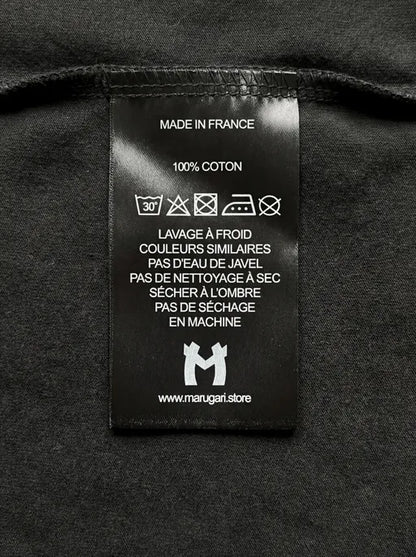 MADE IN FRANCE
100% COTON
30°
LAVAGE À FROID
COULEURS SIMILAIRES
PAS D'EAU DE JAVEL
PAS DE NETTOYAGE À SEC
SÉCHER À L'OMBRE
PAS DE SÉCHAGE
EN MACHINE
M
www.marugari.store